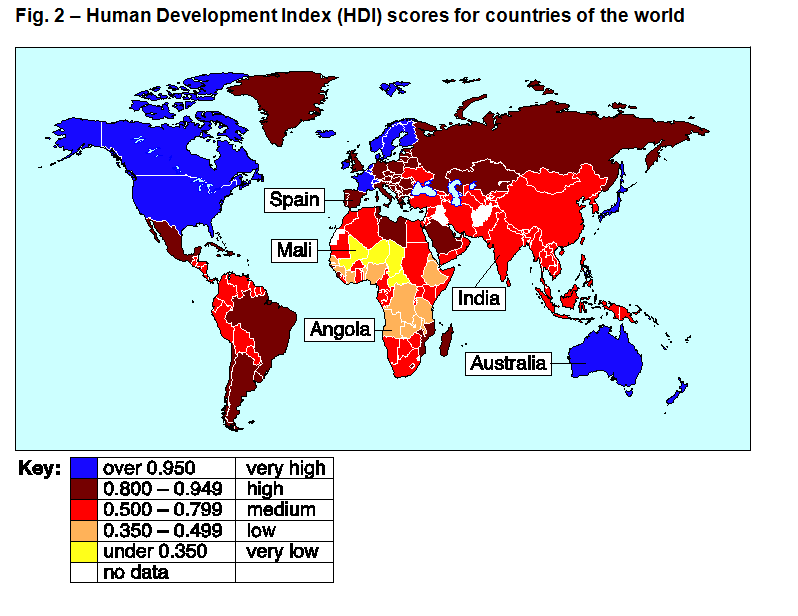 Fig. 2 – Human Development Index (HDI) scores for countries of the world
Spain
Mali
India
Angola
Australia
Key:
over 0.950 very high
0.800 – 0.949 high
0.500 – 0.799 medium
0.350 – 0.499 low
under 0.350 very low
no data